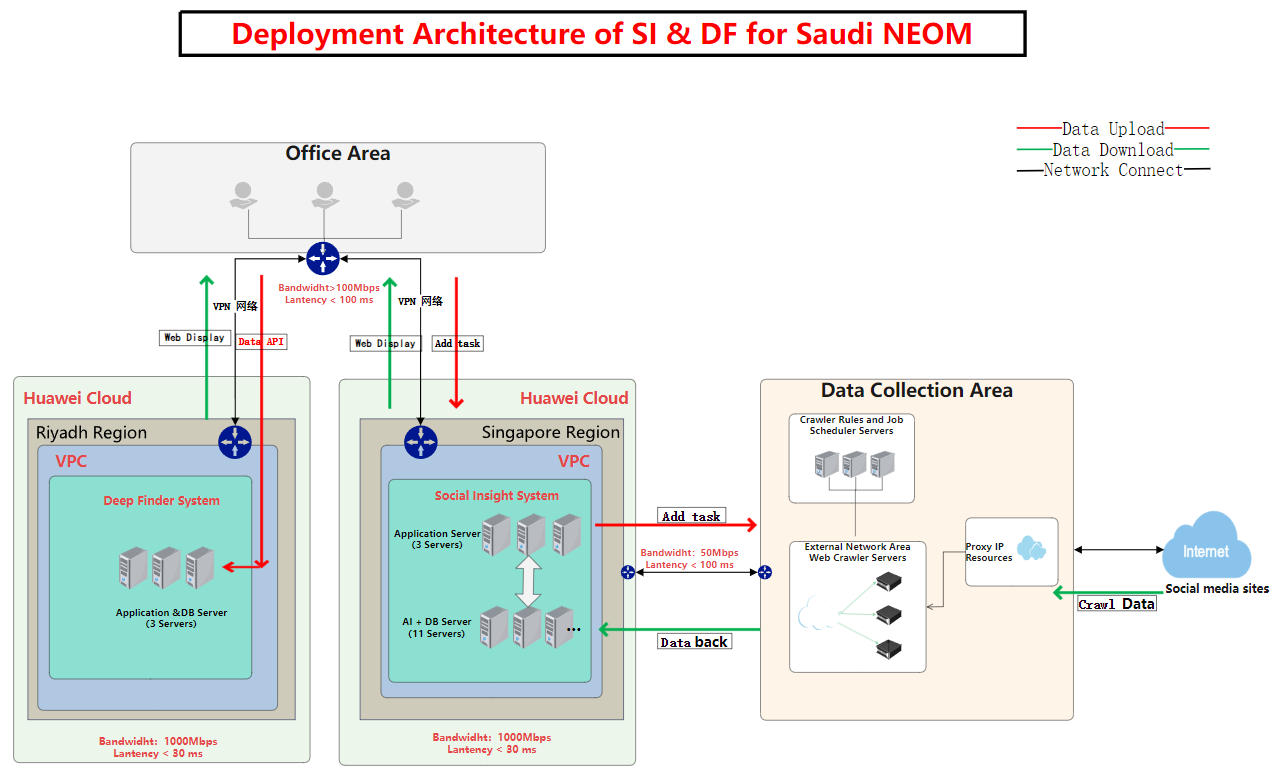 Deployment Architecture of SI & DF for Saudi NEOM
Data Upload
Data Download
Network Connect
Office Area
Bandwidht>100Mbps
Lantency < 100 ms
VPN 网络
VPN 网络
Web Display
Data API
Web Display
Add task
Huawei Cloud
Riyadh Region
VPC
Deep Finder System
Application &DB Server
(3 Servers)
Bandwidht: 1000Mbps
Lantency < 30 ms
Huawei Cloud
Singapore Region
VPC
Social Insight System
Application Server
(3 Servers)
AI + DB Server
(11 Servers)
...
Bandwidht: 1000Mbps
Lantency < 30 ms
Add task
Bandwidht: 50Mbps
Lantency < 100 ms
Data back
Data Collection Area
Crawler Rules and Job
Scheduler Servers
External Network Area
Web Crawler Servers
Proxy IP
Resources
Internet
Social media sites
Crawl Data